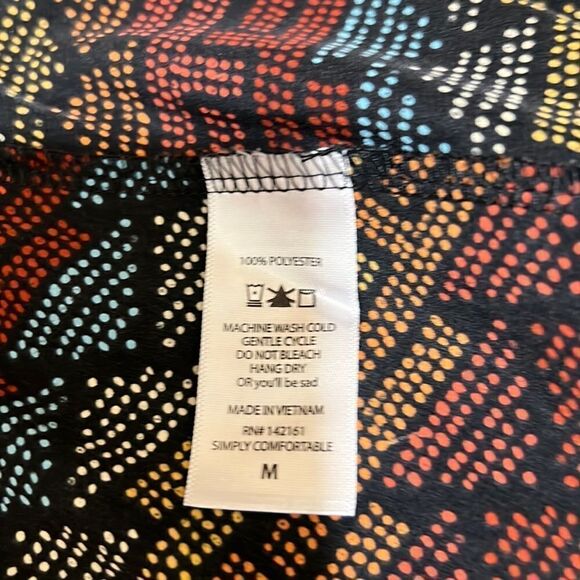 100% POLYESTER
MACHINE WASH COLD
GENTLE CYCLE
DO NOT BLEACH
HANG DRY
OR you'll be sad
MADE IN VIETNAM
RN# 142161
SIMPLY COMFORTABLE
M